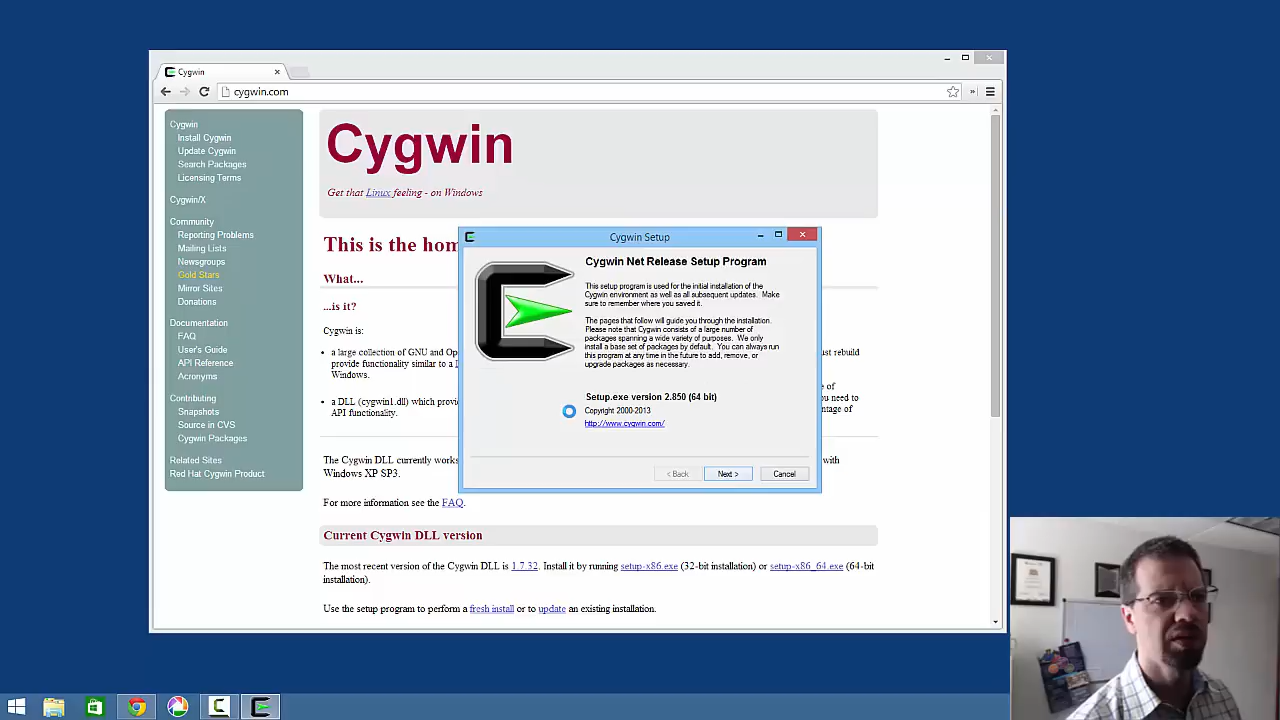 Cygwin
cygwin.com
Cygwin
Install Cygwin
Update Cygwin
Search Packages
Licensing Terms
Cygwin/X
Community
Reporting Problems
Mailing Lists
Newsgroups
Gold Stars
Mirror Sites
Donations
Documentation
FAQ
User's Guide
API Reference
Acronyms
Contributing
Snapshots
Source in CVS
Cygwin Packages
Related Sites
Red Hat Cygwin Product
Cygwin
Get that Linux feeling - on Windows
This is the hom
What...
...is it?
Cygwin is:
a large collection of GNU and Op
provide functionality similar to a
Windows.
a DLL (cygwin1.dll) which provi
API functionality.
ust rebuild
e of
ou need to
ntage of
The Cygwin DLL currently works
with
Windows XP SP3.
For more information see the FAQ.
Current Cygwin DLL version
The most recent version of the Cygwin DLL is 1.7.32. Install it by running setup-x86.exe (32-bit installation) or setup-x86_64.exe (64-bit
installation).
Use the setup program to perform a fresh install or to update an existing installation.
Cygwin Setup
Cygwin Net Release Setup Program
This setup program is used for the initial installation of the
Cygwin environment as well as all subsequent updates. Make
sure to remember where you saved it.
The pages that follow will guide you through the installation.
Please note that Cygwin consists of a large number of
packages spanning a wide variety of purposes. We only
install a base set of packages by default. You can always run
this program at any time in the future to add, remove, or
upgrade packages as necessary.
Setup.exe version 2.850 (64 bit)
Copyright 2000-2013
http://www.cygwin.com/
< Back
Next >
Cancel